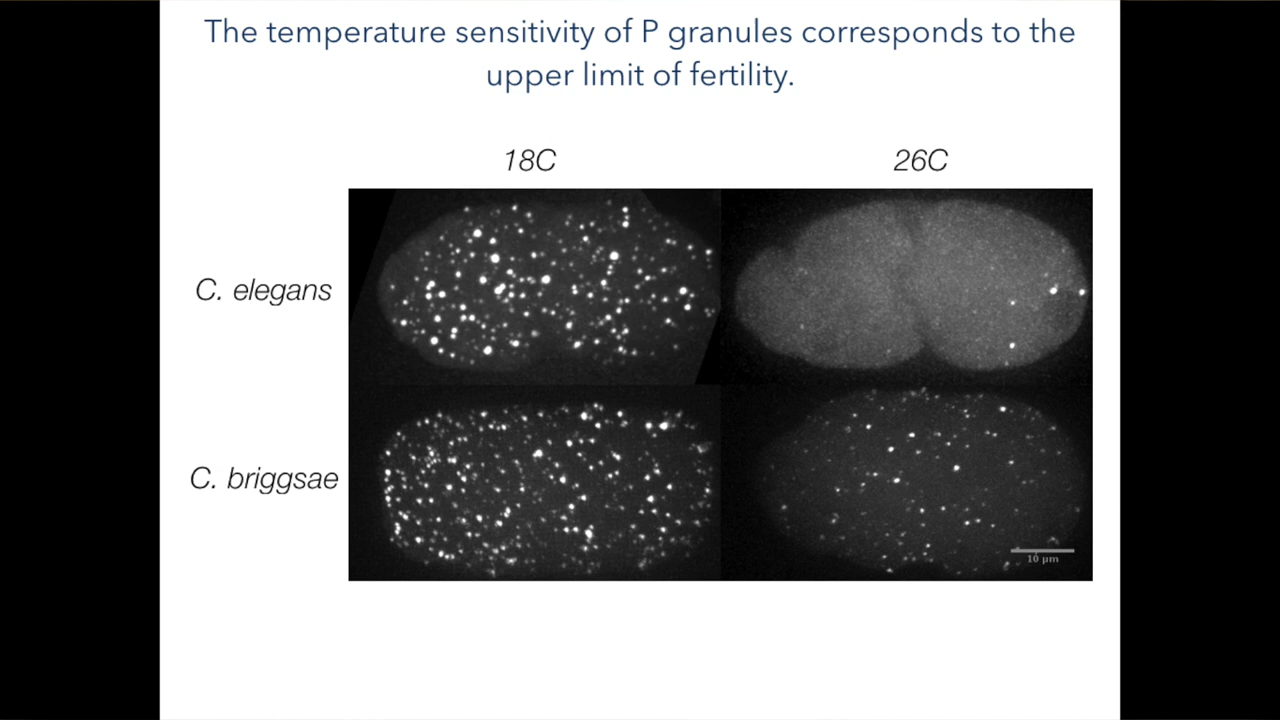 The temperature sensitivity of P granules corresponds to the
upper limit of fertility.
18C 26C
C. elegans
C. briggsae
10 µm